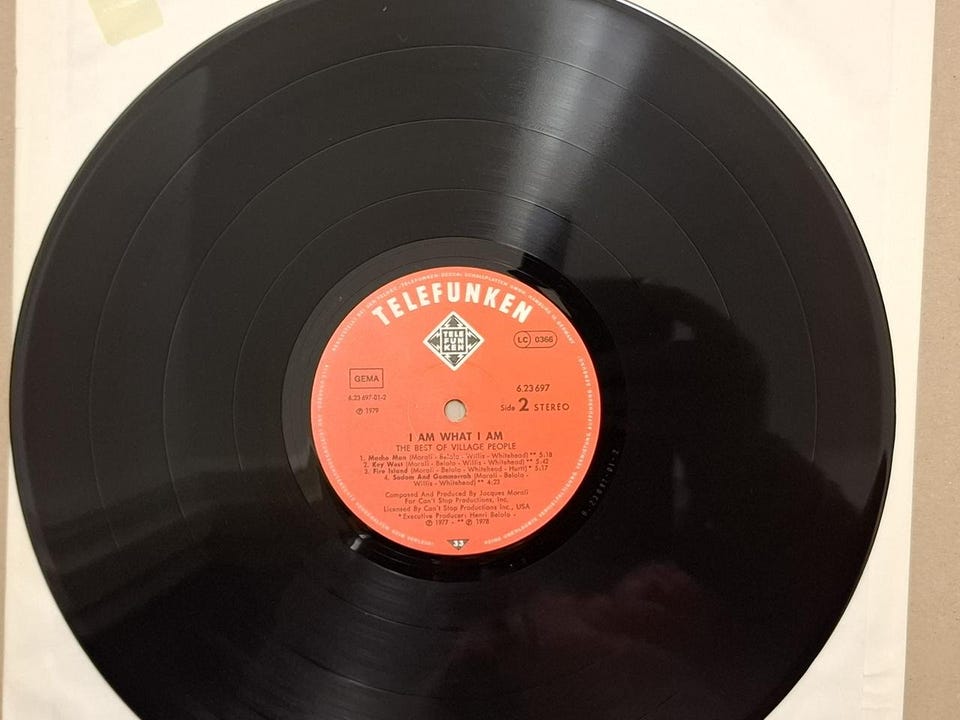 TELEFUNKEN
TELE
FUN
KEN
LC 0366
GEMA
6.23 697
6.23 697-01-2
Side 2 STEREO
℗ 1979
I AM WHAT I AM
THE BEST OF VILLAGE PEOPLE
1. Macho Man (Morali - Belolo - Willis - Whitehead) ** 5:18
2. Key West (Morali - Belolo - Willis - Whitehead) ** 5:42
3. Fire Island (Morali - Belolo - Whitehead - Hurtt) * 5:17
4. Sodom And Gomorrah (Morali - Belolo -
Willis - Whitehead) ** 4:23
Composed And Produced By Jacques Morali
For Can't Stop Productions, Inc.
Licensed By Can't Stop Productions Inc., USA
* Executive Producer: Henri Belolo -
℗ 1977 - ** ℗ 1978
33